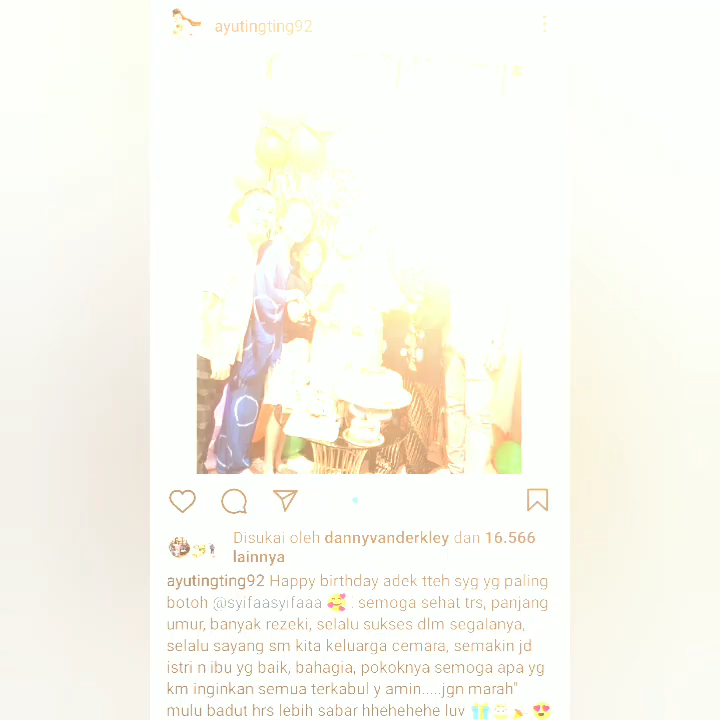 ayutingting92
Disukai oleh dannyvanderkley dan 16.566
lainnya
ayutingting92 Happy birthday adek tteh syg yg paling
botoh @syifaasyifaaa 🥰 . semoga sehat trs, panjang
umur, banyak rezeki, selalu sukses dlm segalanya,
selalu sayang sm kita keluarga cemara, semakin jd
istri n ibu yg baik, bahagia, pokoknya semoga apa yg
km inginkan semua terkabul y amin.....jgn marah"
mulu badut hrs lebih sabar hhehehehe luv